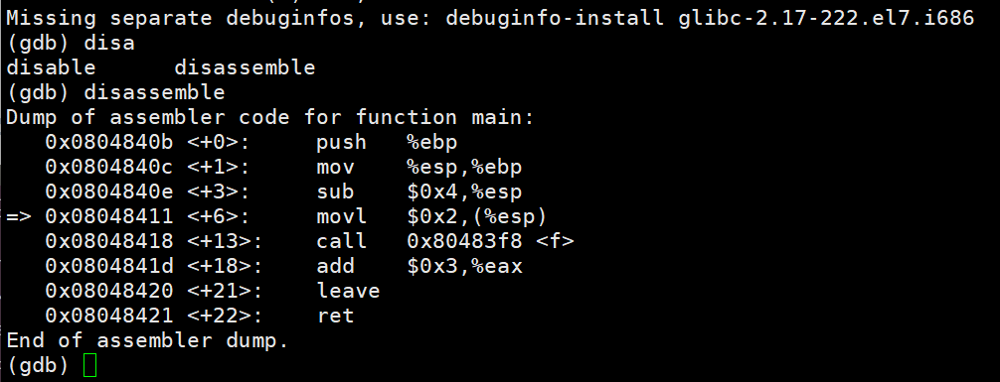 Missing separate debuginfos, use: debuginfo-install glibc-2.17-222.el7.i686
(gdb) disa
disable      disassemble
(gdb) disassemble
Dump of assembler code for function main:
   0x0804840b <+0>:     push   %ebp
   0x0804840c <+1>:     mov    %esp,%ebp
   0x0804840e <+3>:     sub    $0x4,%esp
=> 0x08048411 <+6>:     movl   $0x2,(%esp)
   0x08048418 <+13>:    call   0x80483f8 <f>
   0x0804841d <+18>:    add    $0x3,%eax
   0x08048420 <+21>:    leave
   0x08048421 <+22>:    ret
End of assembler dump.
(gdb)